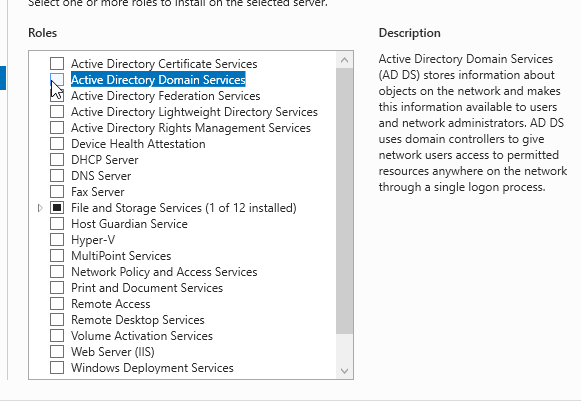 Select one or more roles to install on the selected server.
Roles
Active Directory Certificate Services
Active Directory Domain Services
Active Directory Federation Services
Active Directory Lightweight Directory Services
Active Directory Rights Management Services
Device Health Attestation
DHCP Server
DNS Server
Fax Server
File and Storage Services (1 of 12 installed)
Host Guardian Service
Hyper-V
MultiPoint Services
Network Policy and Access Services
Print and Document Services
Remote Access
Remote Desktop Services
Volume Activation Services
Web Server (IIS)
Windows Deployment Services
Description
Active Directory Domain Services
(AD DS) stores information about
objects on the network and makes
this information available to users
and network administrators. AD DS
uses domain controllers to give
network users access to permitted
resources anywhere on the network
through a single logon process.